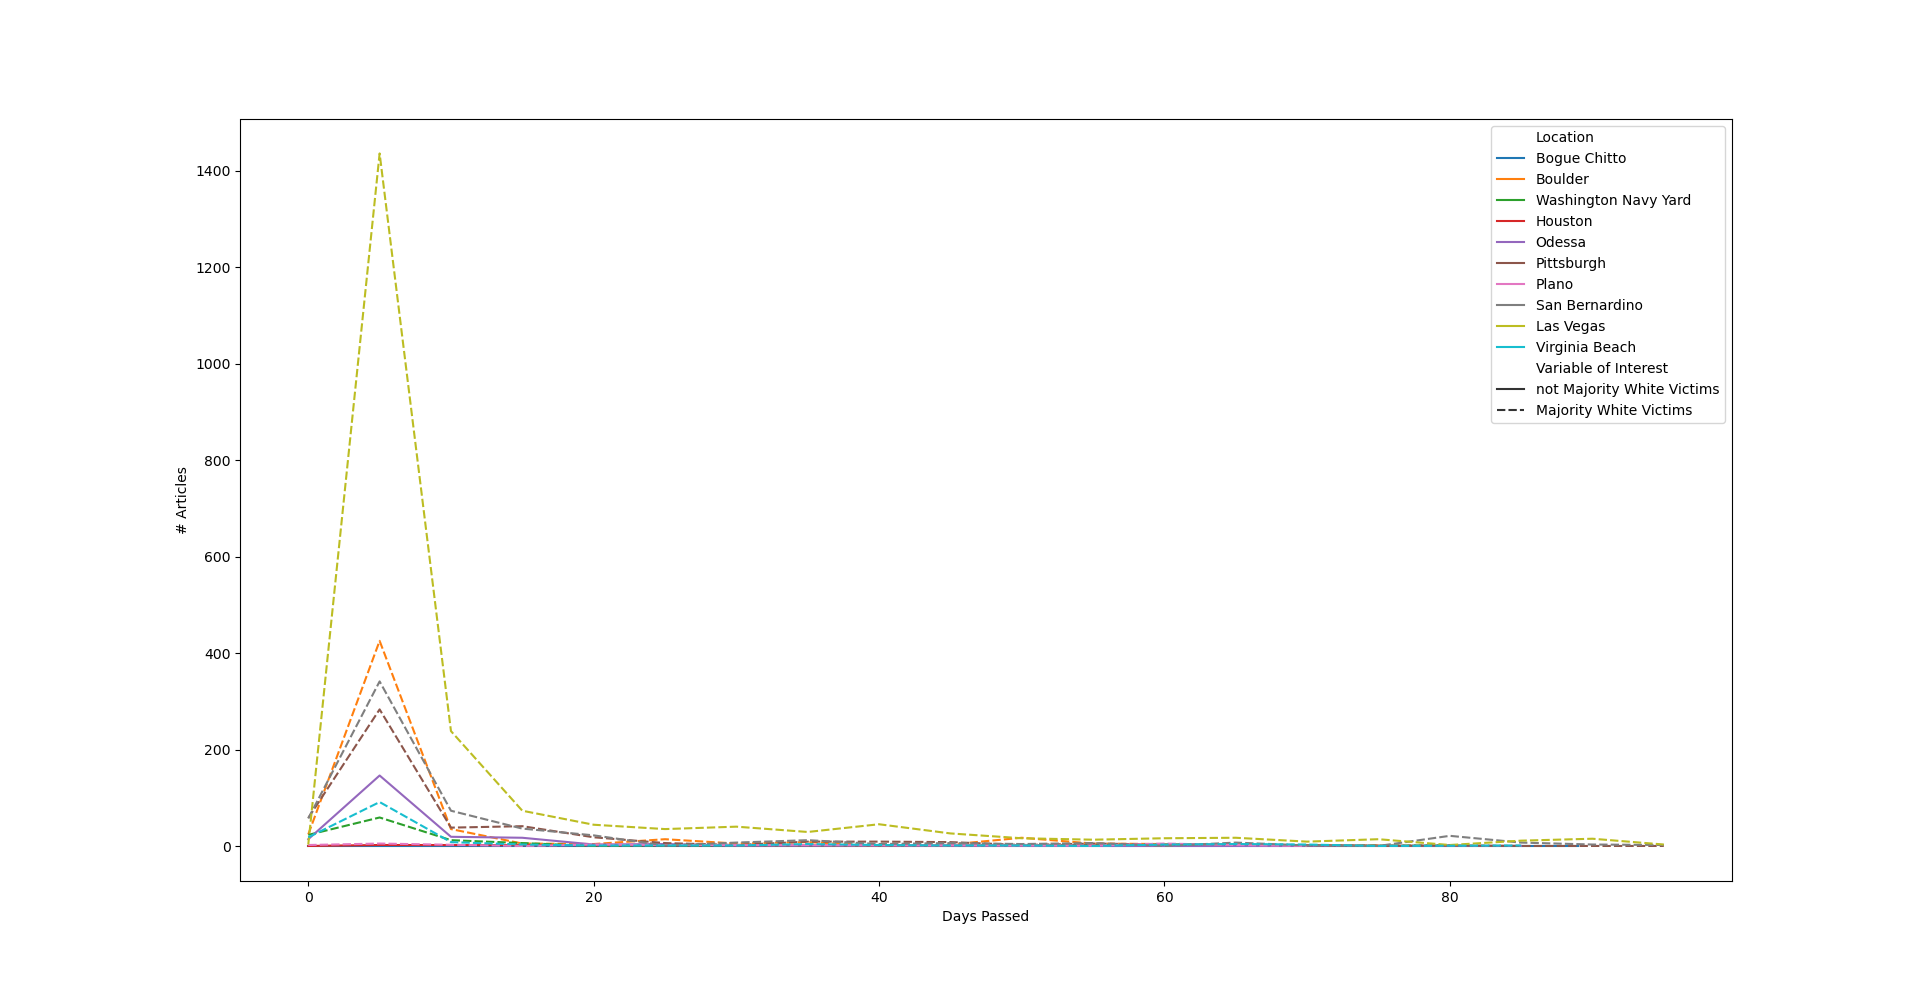 1400
1200
1000
800
600
400
200
0
# Articles
0 20 40 60 80
Days Passed
Location
Bogue Chitto
Boulder
Washington Navy Yard
Houston
Odessa
Pittsburgh
Plano
San Bernardino
Las Vegas
Virginia Beach
Variable of Interest
not Majority White Victims
Majority White Victims